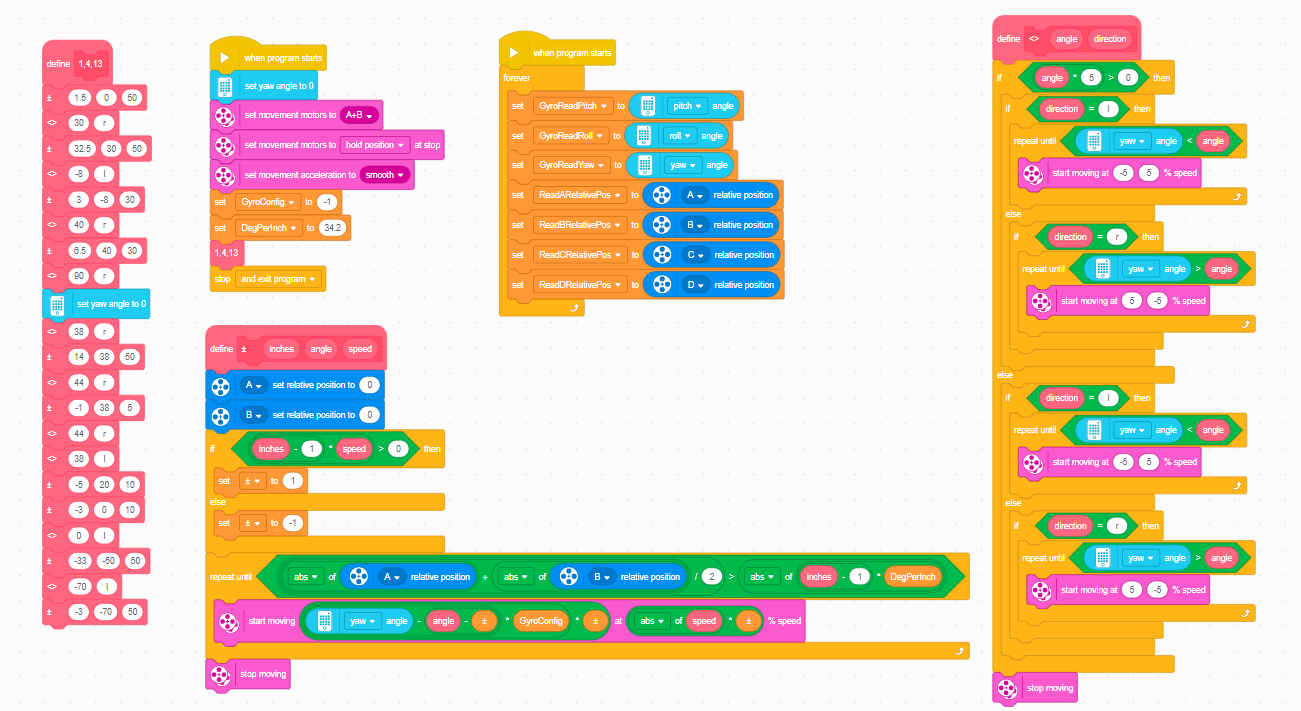 define 1,4,13
± 1.5 0 50
<> 30 r
± 32.5 30 50
<> -8 l
± 3 -8 30
<> 40 r
± 6.5 40 30
<> 90 r
set yaw angle to 0
<> 38 r
± 14 38 50
<> 44 r
± -1 38 5
<> 44 r
<> 38 l
± -5 20 10
± -3 0 10
<> 0 l
± -33 -50 50
<> -70 l
± -3 -70 50
when program starts
set yaw angle to 0
set movement motors to A+B
set movement motors to hold position at stop
set movement acceleration to smooth
set GyroConfig to -1
set DegPerInch to 34.2
1,4,13
stop and exit program
when program starts
forever
set GyroReadPitch to pitch angle
set GyroReadRoll to roll angle
set GyroReadYaw to yaw angle
set ReadARelativePos to A relative position
set ReadBRelativePos to B relative position
set ReadCRelativePos to C relative position
set ReadDRelativePos to D relative position
define ± inches angle speed
A set relative position to 0
B set relative position to 0
if inches - 1 * speed > 0 then
set ± to 1
else
set ± to -1
repeat until abs of A relative position + abs of B relative position / 2 > abs of inches - 1 * DegPerInch
start moving yaw angle - angle - ± * GyroConfig * ± at abs of speed * ± % speed
stop moving
define <> angle direction
if angle * 5 > 0 then
if direction = l then
repeat until yaw angle < angle
start moving at -5 5 % speed
else
if direction = r then
repeat until yaw angle > angle
start moving at 5 -5 % speed
else
if direction = l then
repeat until yaw angle < angle
start moving at -5 5 % speed
else
if direction = r then
repeat until yaw angle > angle
start moving at 5 -5 % speed
stop moving